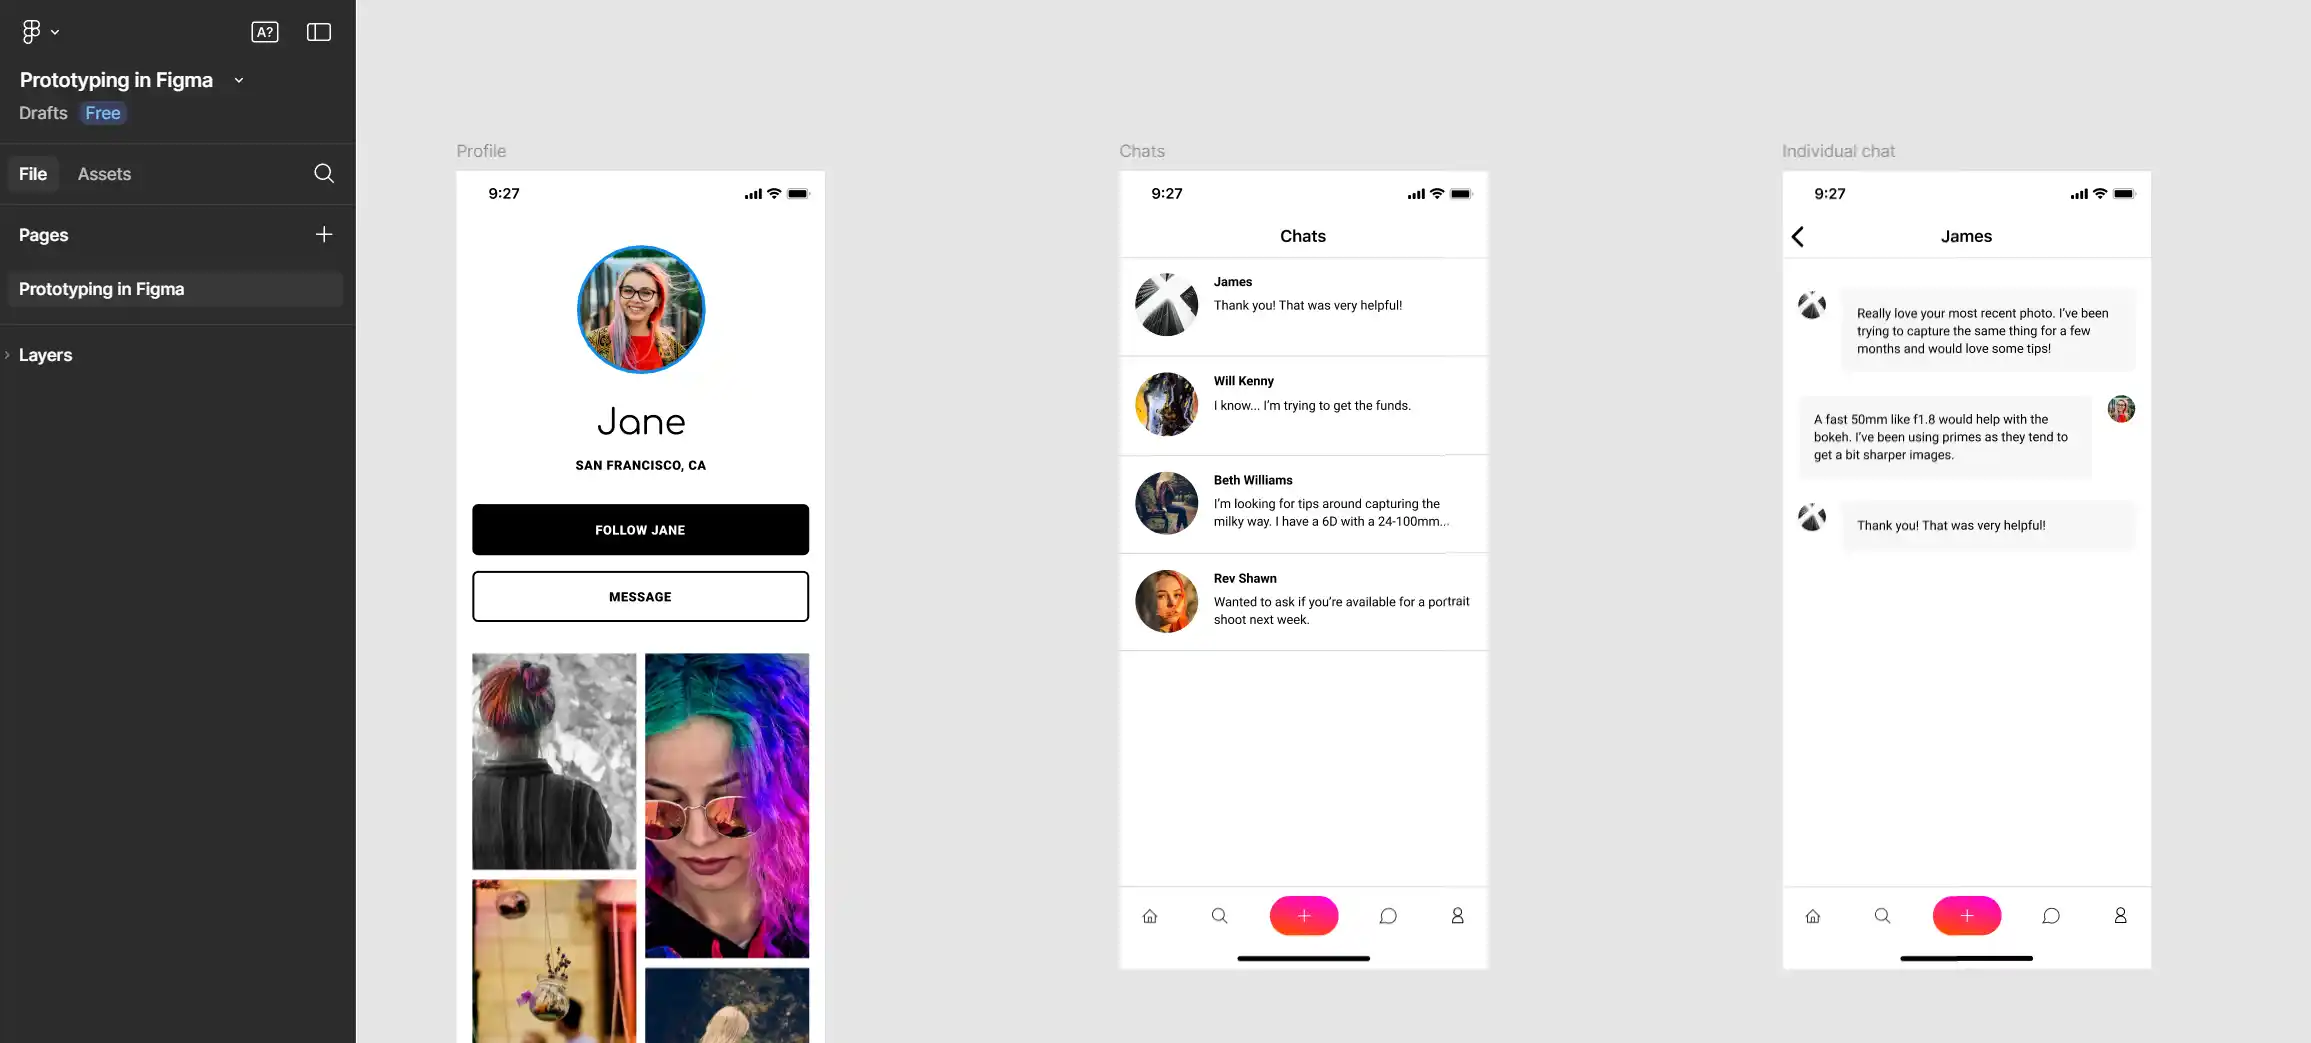 A?
Prototyping in Figma
Drafts Free
File Assets
Pages
Prototyping in Figma
Layers
Profile
9:27
Jane
SAN FRANCISCO, CA
FOLLOW JANE
MESSAGE
Chats
9:27
Chats
James
Thank you! That was very helpful!
Will Kenny
I know... I’m trying to get the funds.
Beth Williams
I’m looking for tips around capturing the
milky way. I have a 6D with a 24-100mm...
Rev Shawn
Wanted to ask if you’re available for a portrait
shoot next week.
Individual chat
9:27
James
Really love your most recent photo. I’ve been
trying to capture the same thing for a few
months and would love some tips!
A fast 50mm like f1.8 would help with the
bokeh. I’ve been using primes as they tend to
get a bit sharper images.
Thank you! That was very helpful!